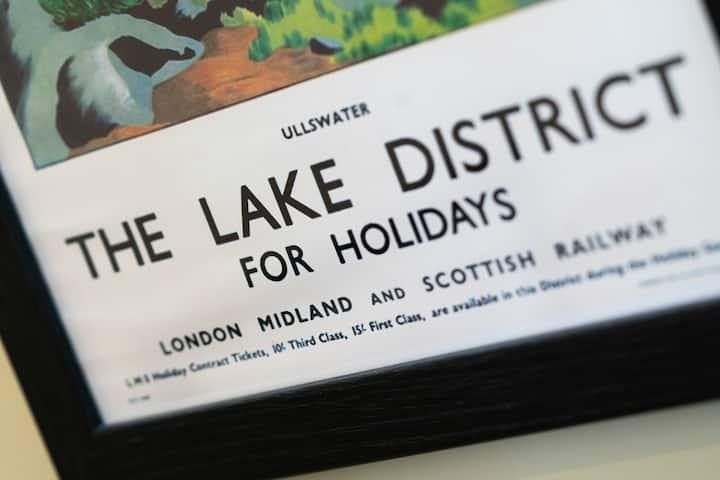 ULLSWATER
THE LAKE DISTRICT
FOR HOLIDAYS
LONDON MIDLAND AND SCOTTISH RAILWAY
L M S Holiday Contract Tickets, 10/- Third Class, 15/- First Class, are available in this District during the Holiday